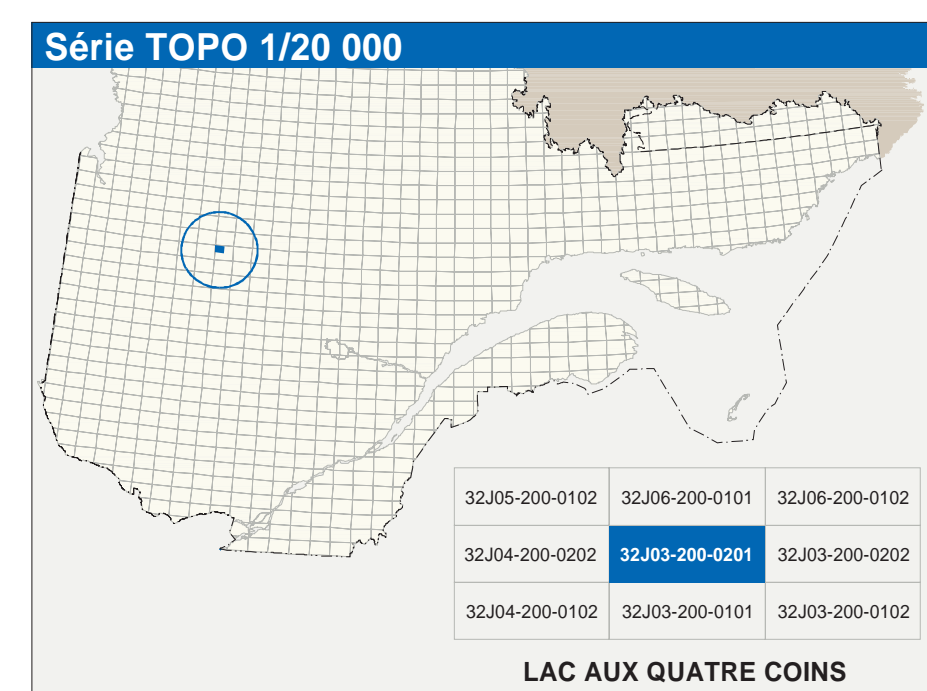 Série TOPO 1/20 000
32J05-200-0102 32J06-200-0101 32J06-200-0102
32J04-200-0202 32J03-200-0201 32J03-200-0202
32J04-200-0102 32J03-200-0101 32J03-200-0102
LAC AUX QUATRE COINS